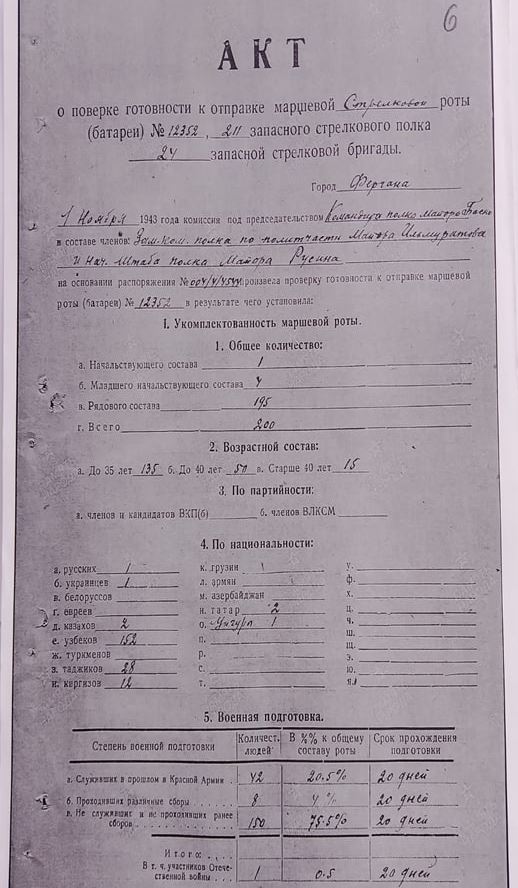 6
АКТ
о поверке готовности к отправке маршевой Стрелковой роты
(батареи) № 12352, 211 запасного стрелкового полка
24 запасной стрелковой бригады.
Город Фергана
1 Ноября 1943 года комиссия под председательством Командира полка Майора
в составе членов: Зам. Ком. полка по политчасти Майора
и Нач. Штаба полка Майора Русина
на основании распоряжения № произвела проверку готовности к отправке маршевой
роты (батареи) № 12352 в результате чего установила:
I. Укомплектованность маршевой роты.
1. Общее количество:
а. Начальствующего состава 1
б. Младшего начальствующего состава 4
в. Рядового состава 195
г. Всего 200
2. Возрастной состав:
а. До 35 лет 135 б. До 40 лет 50 в. Старше 40 лет 15
3. По партийности:
а. членов и кандидатов ВКП(б) б. членов ВЛКСМ
4. По национальности:
а. русских 1 к. грузин 1 у.
б. украинцев 1 л. армян ф.
в. белоруссов м. азербайджан х.
г. евреев н. татар 2 ц.
д. казахов 2 о. Уйгур 1 ч.
е. узбеков 152 п. ш.
ж. туркменов р. щ.
з. таджиков 28 с. э.
и. киргизов 12 т. ю.
я.
5. Военная подготовка.
Степень военной подготовки Количест. людей В %% к общему составу роты Срок прохождения подготовки
а. Служивших в прошлом в Красной Армии . 42 20.5% 20 дней
б. Проходивших различные сборы . . . . . . 8 4% 20 дней
в. Не служивших и не проходивших ранее
сборов . . . . . . . . . . . . 150 75.5% 20 дней
Итого: . . . .
В т. ч. участников Отече-
ственной войны . . . 1 0.5 20 дней